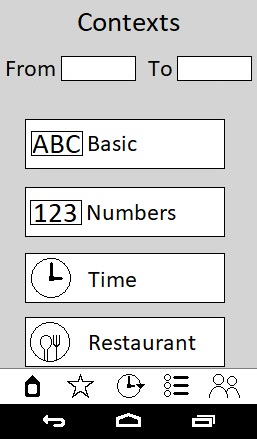 Contexts
From To
ABC Basic
123 Numbers
Time
Restaurant